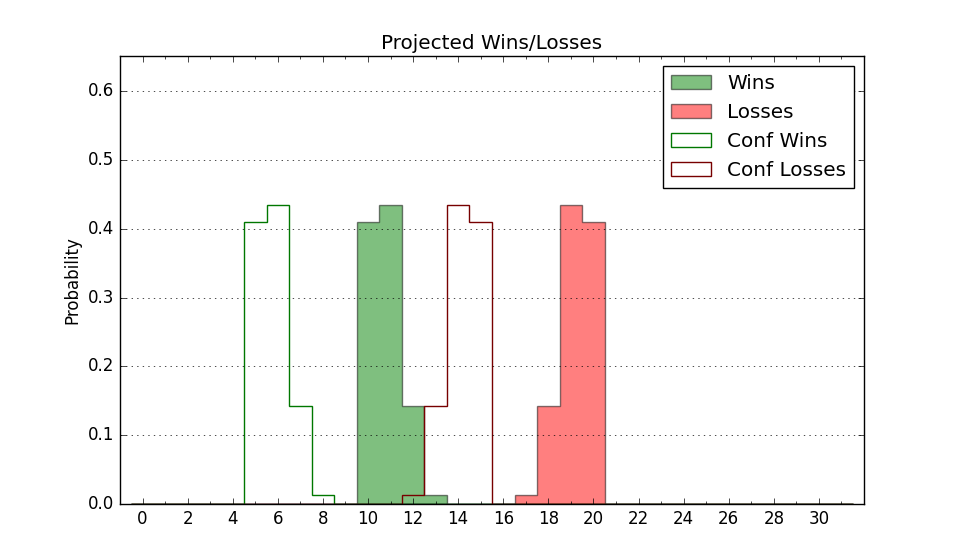 Projected Wins/Losses
Wins
Losses
Conf Wins
Conf Losses
Probability
0.6
0.5
0.4
0.3
0.2
0.1
0.0
0 2 4 6 8 10 12 14 16 18 20 22 24 26 28 30